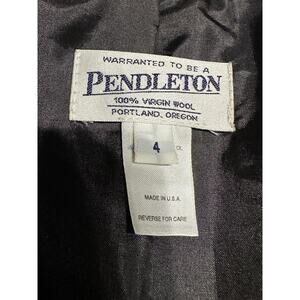 WARRANTED TO BE A
PENDLETON
100% VIRGIN WOOL
PORTLAND, OREGON
4
MADE IN U.S.A.
REVERSE FOR CARE